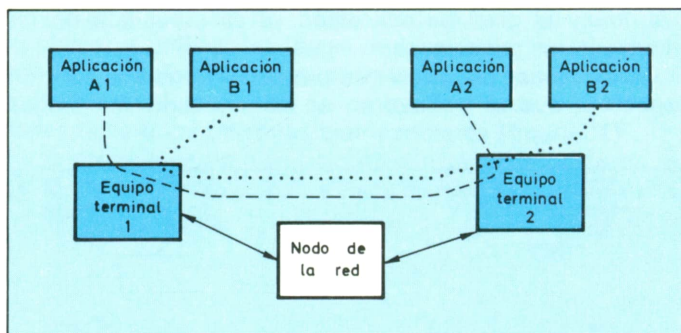 Aplicación
A1
Aplicación
B1
Aplicación
A2
Aplicación
B2
Equipo
terminal
1
Equipo
terminal
2
Nodo de
la red